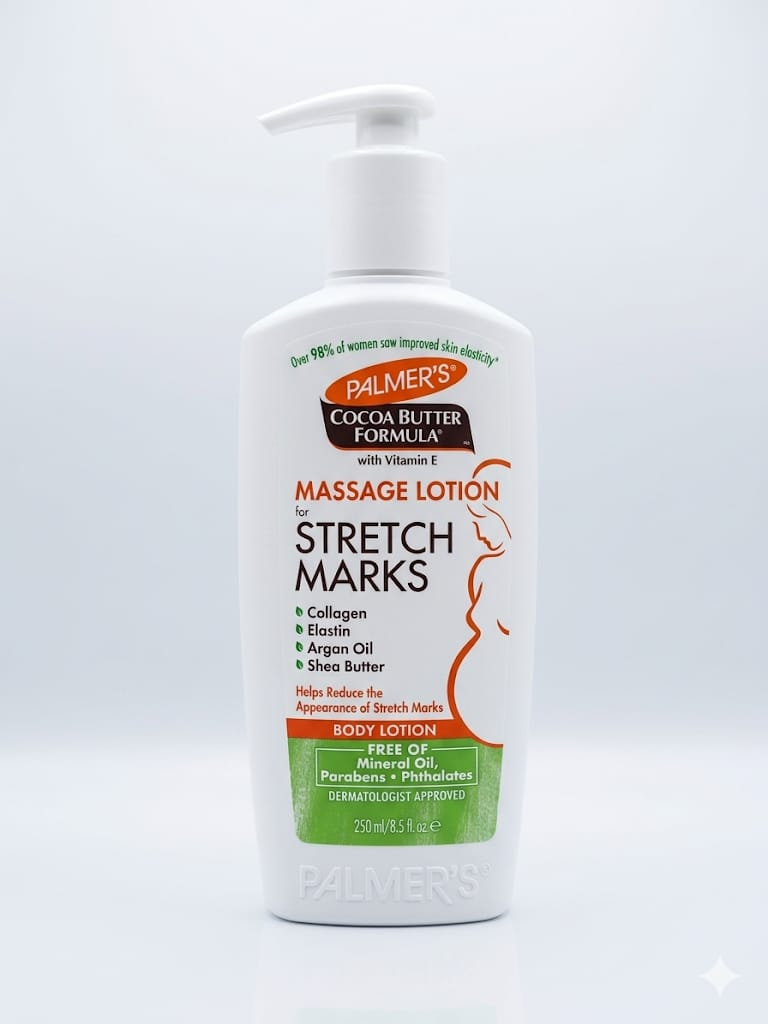 Over 98% of women saw improved skin elasticity*
PALMER'S®
COCOA BUTTER
FORMULA®
with Vitamin E
MASSAGE LOTION
for
STRETCH
MARKS
Collagen
Elastin
Argan Oil
Shea Butter
Helps Reduce the
Appearance of Stretch Marks
BODY LOTION
FREE OF
Mineral Oil,
Parabens • Phthalates
DERMATOLOGIST APPROVED
250 ml/8.5 fl. oz ℮
PALMER'S®